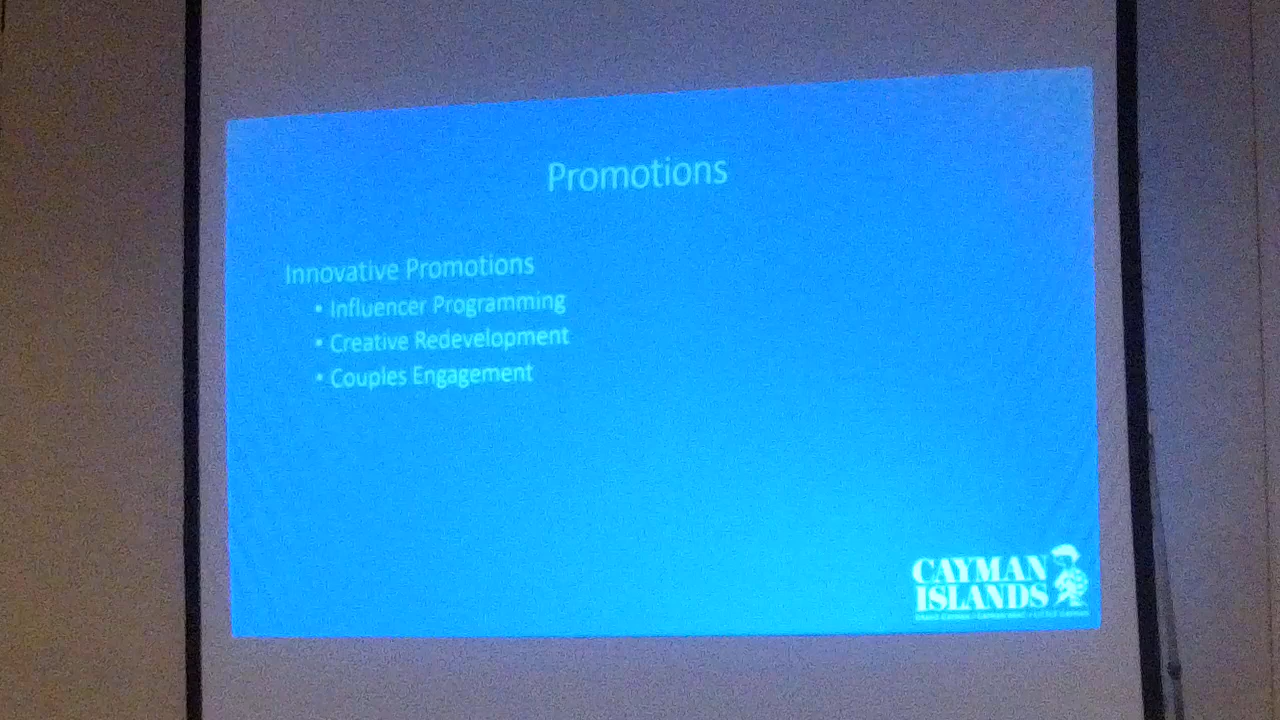 Promotions
Innovative Promotions
• Influencer Programming
• Creative Redevelopment
• Couples Engagement
CAYMAN
ISLANDS